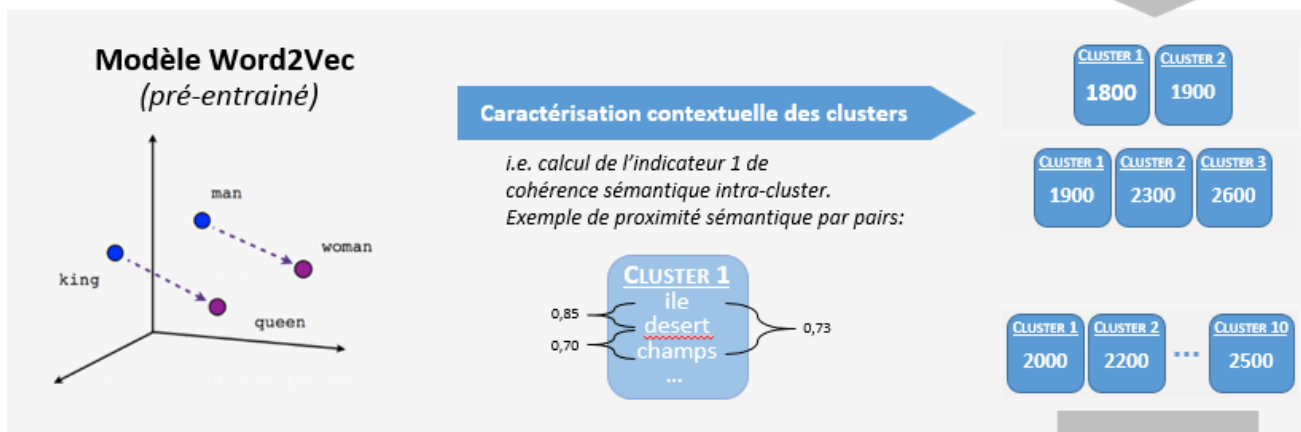 Modèle Word2Vec
(pré-entrainé)
man
woman
king
queen
Caractérisation contextuelle des clusters
i.e. calcul de l'indicateur 1 de
cohérence sémantique intra-cluster.
Exemple de proximité sémantique par pairs:
CLUSTER 1
ile
desert
champs
...
0,85
0,70
0,73
CLUSTER 1 CLUSTER 2
1800 1900
CLUSTER 1 CLUSTER 2 CLUSTER 3
1900 2300 2600
CLUSTER 1 CLUSTER 2 CLUSTER 10
2000 2200 ... 2500